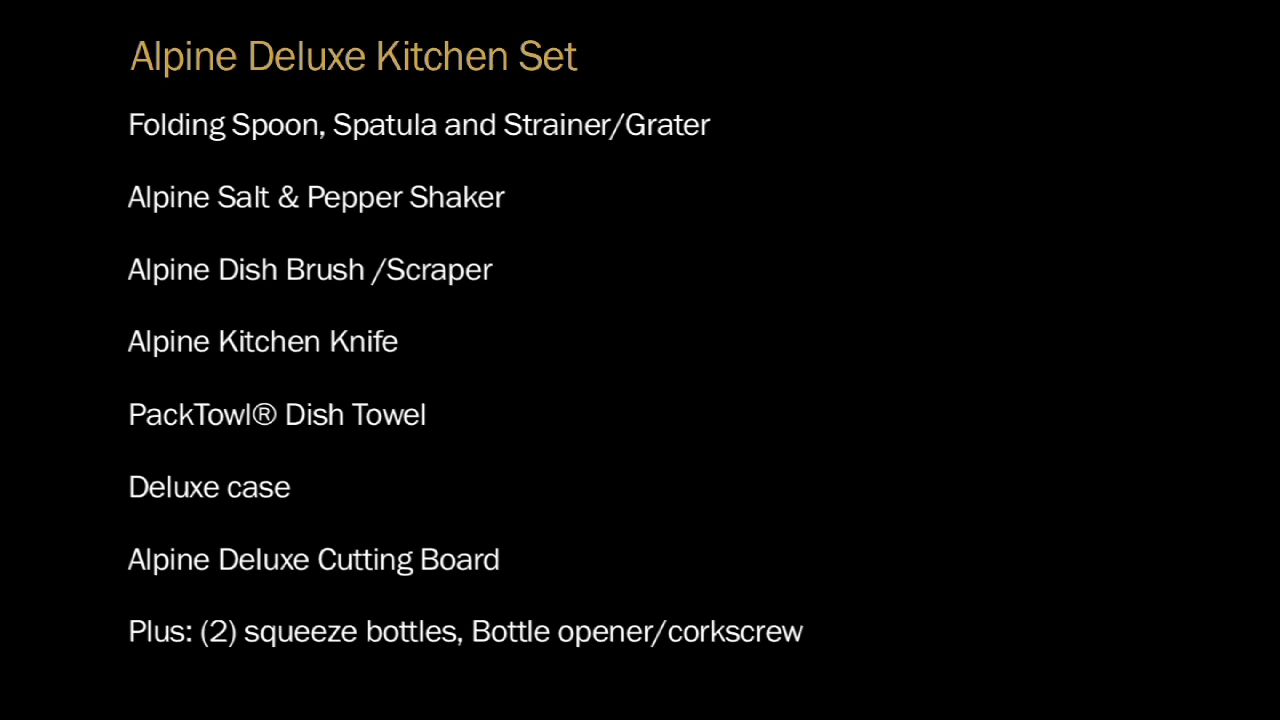 Alpine Deluxe Kitchen Set
Folding Spoon, Spatula and Strainer/Grater
Alpine Salt & Pepper Shaker
Alpine Dish Brush /Scraper
Alpine Kitchen Knife
PackTowl® Dish Towel
Deluxe case
Alpine Deluxe Cutting Board
Plus: (2) squeeze bottles, Bottle opener/corkscrew